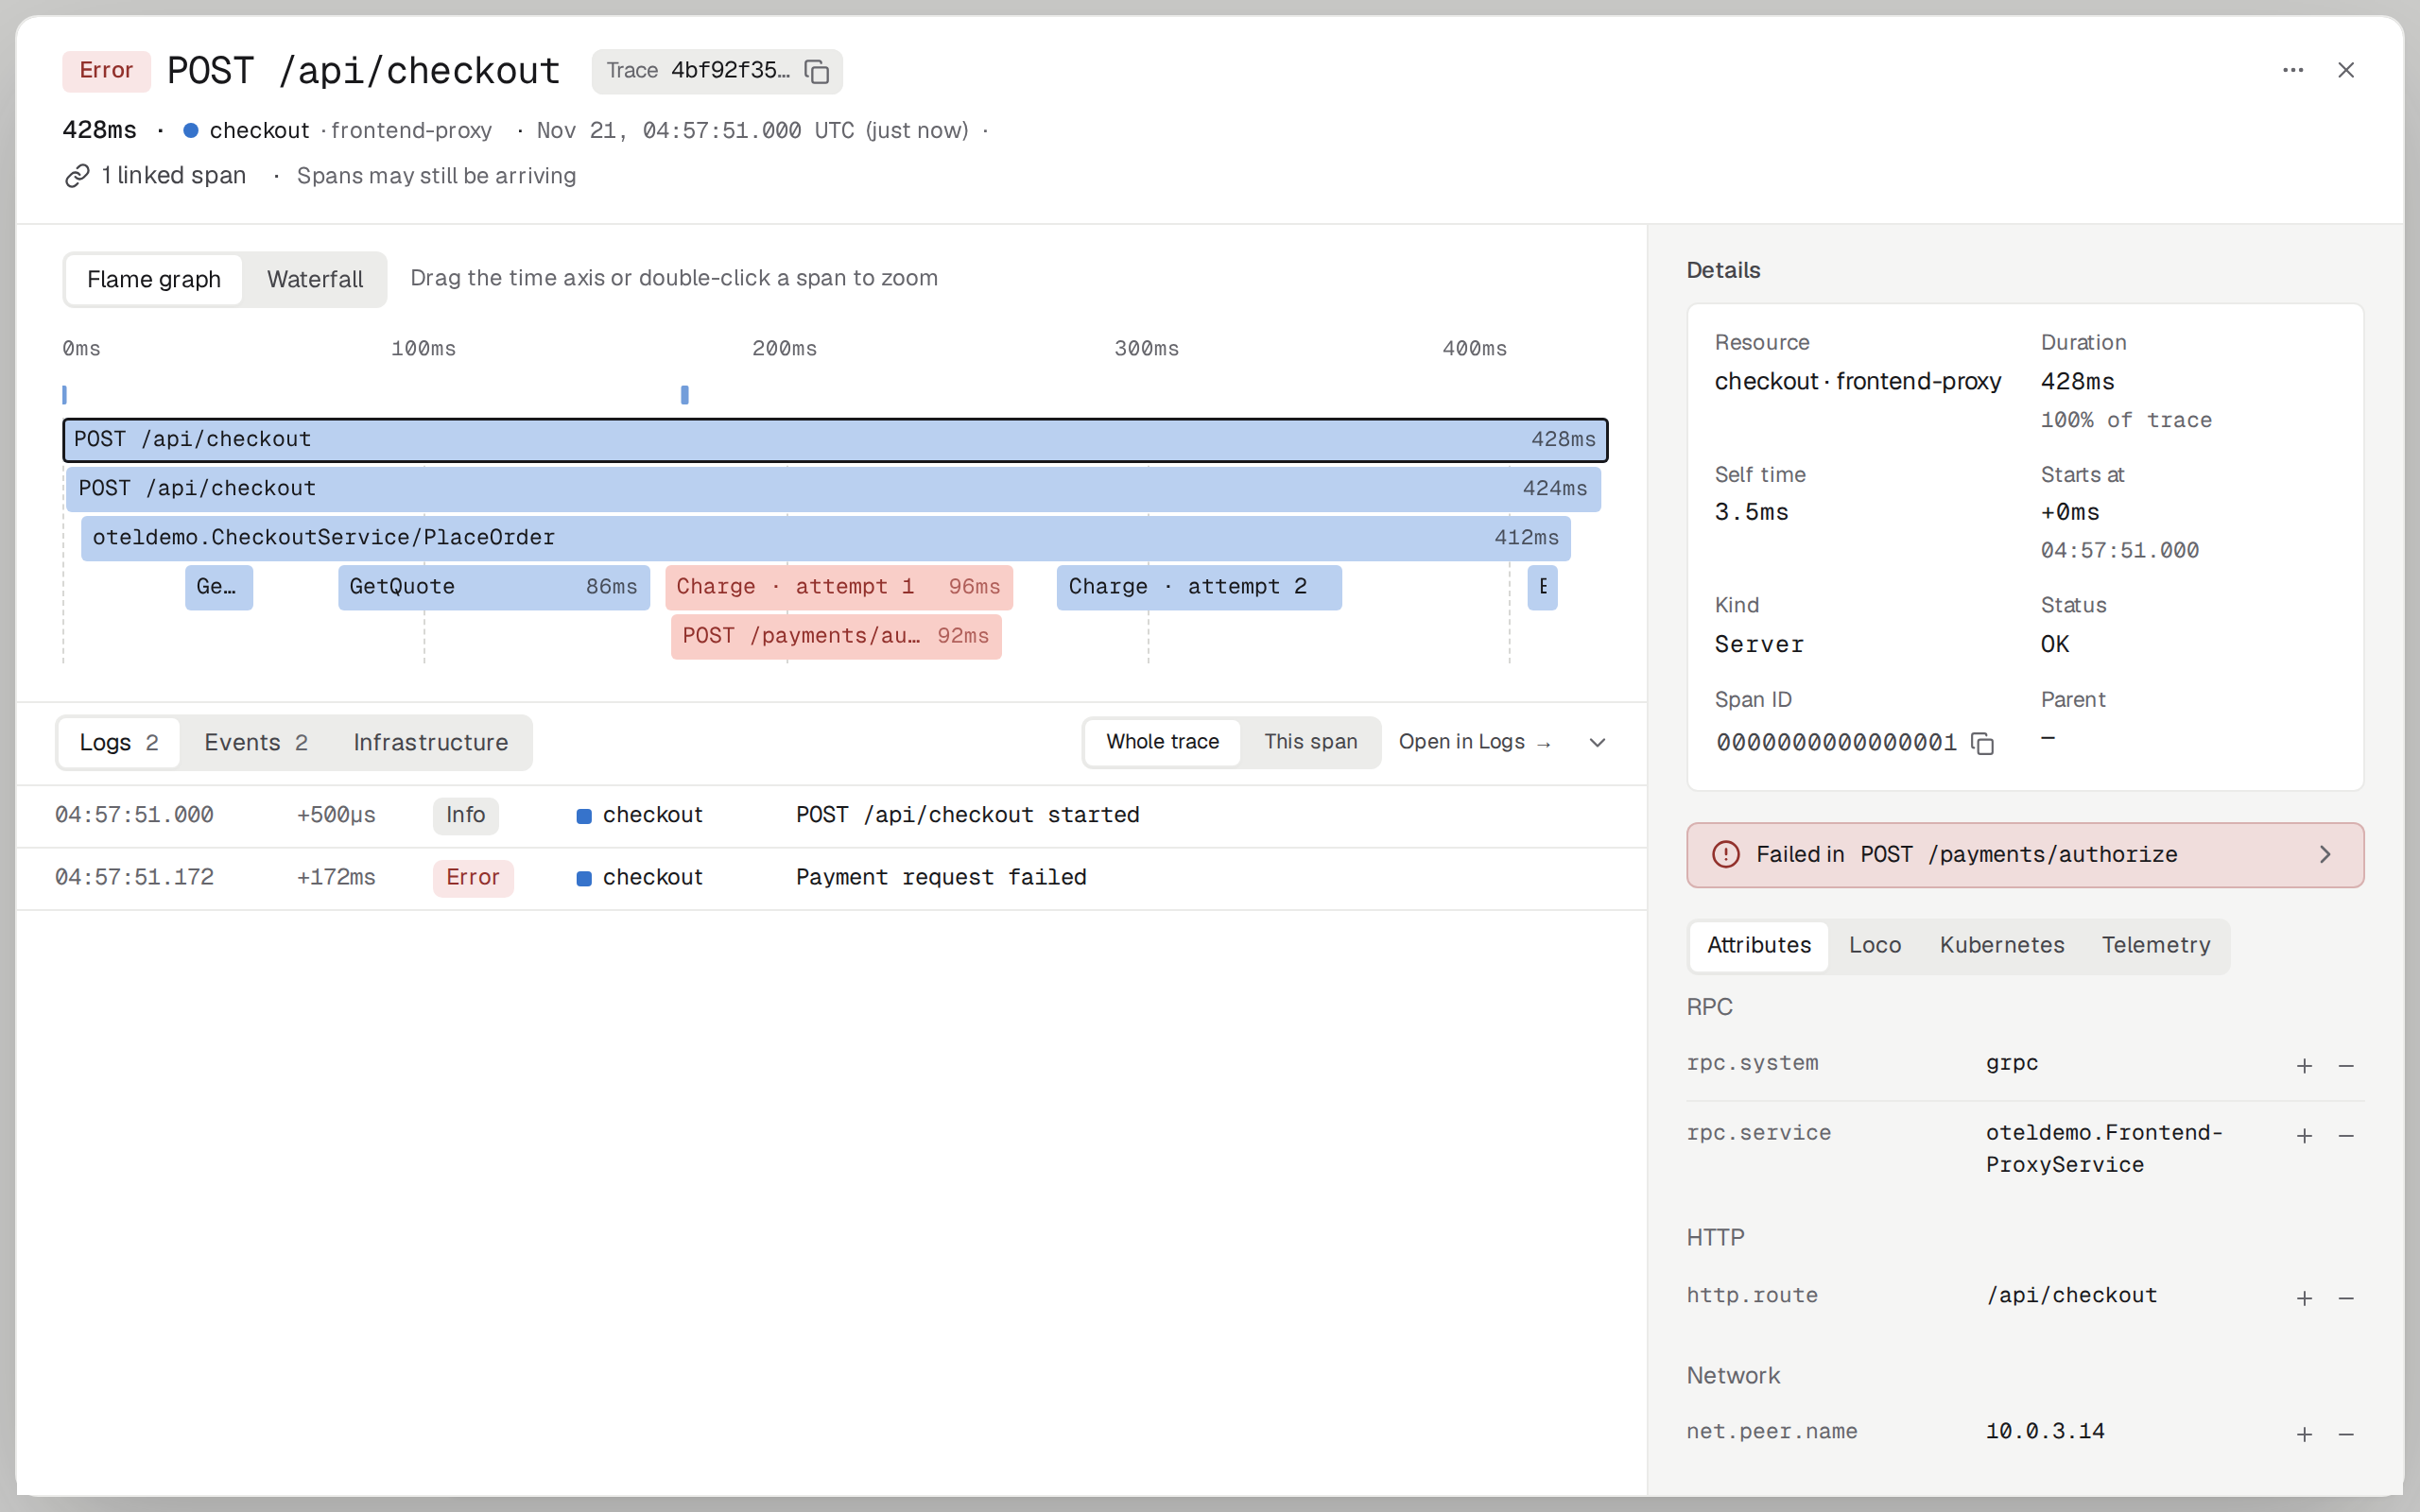 Error POST /api/checkout Trace 4bf92f35…
428ms · checkout · frontend-proxy · Nov 21, 04:57:51.000 UTC (just now) ·
1 linked span · Spans may still be arriving
Flame graph Waterfall Drag the time axis or double-click a span to zoom
0ms 100ms 200ms 300ms 400ms
POST /api/checkout 428ms
POST /api/checkout 424ms
oteldemo.CheckoutService/PlaceOrder 412ms
Ge… GetQuote 86ms Charge · attempt 1 96ms Charge · attempt 2
POST /payments/au… 92ms
Logs 2 Events 2 Infrastructure Whole trace This span Open in Logs →
04:57:51.000 +500µs Info checkout POST /api/checkout started
04:57:51.172 +172ms Error checkout Payment request failed
Details
Resource Duration
checkout · frontend-proxy 428ms
100% of trace
Self time Starts at
3.5ms +0ms
04:57:51.000
Kind Status
Server OK
Span ID Parent
0000000000000001 –
Failed in POST /payments/authorize
Attributes Loco Kubernetes Telemetry
RPC
rpc.system grpc + −
rpc.service oteldemo.Frontend- + −
ProxyService
HTTP
http.route /api/checkout + −
Network
net.peer.name 10.0.3.14 + −